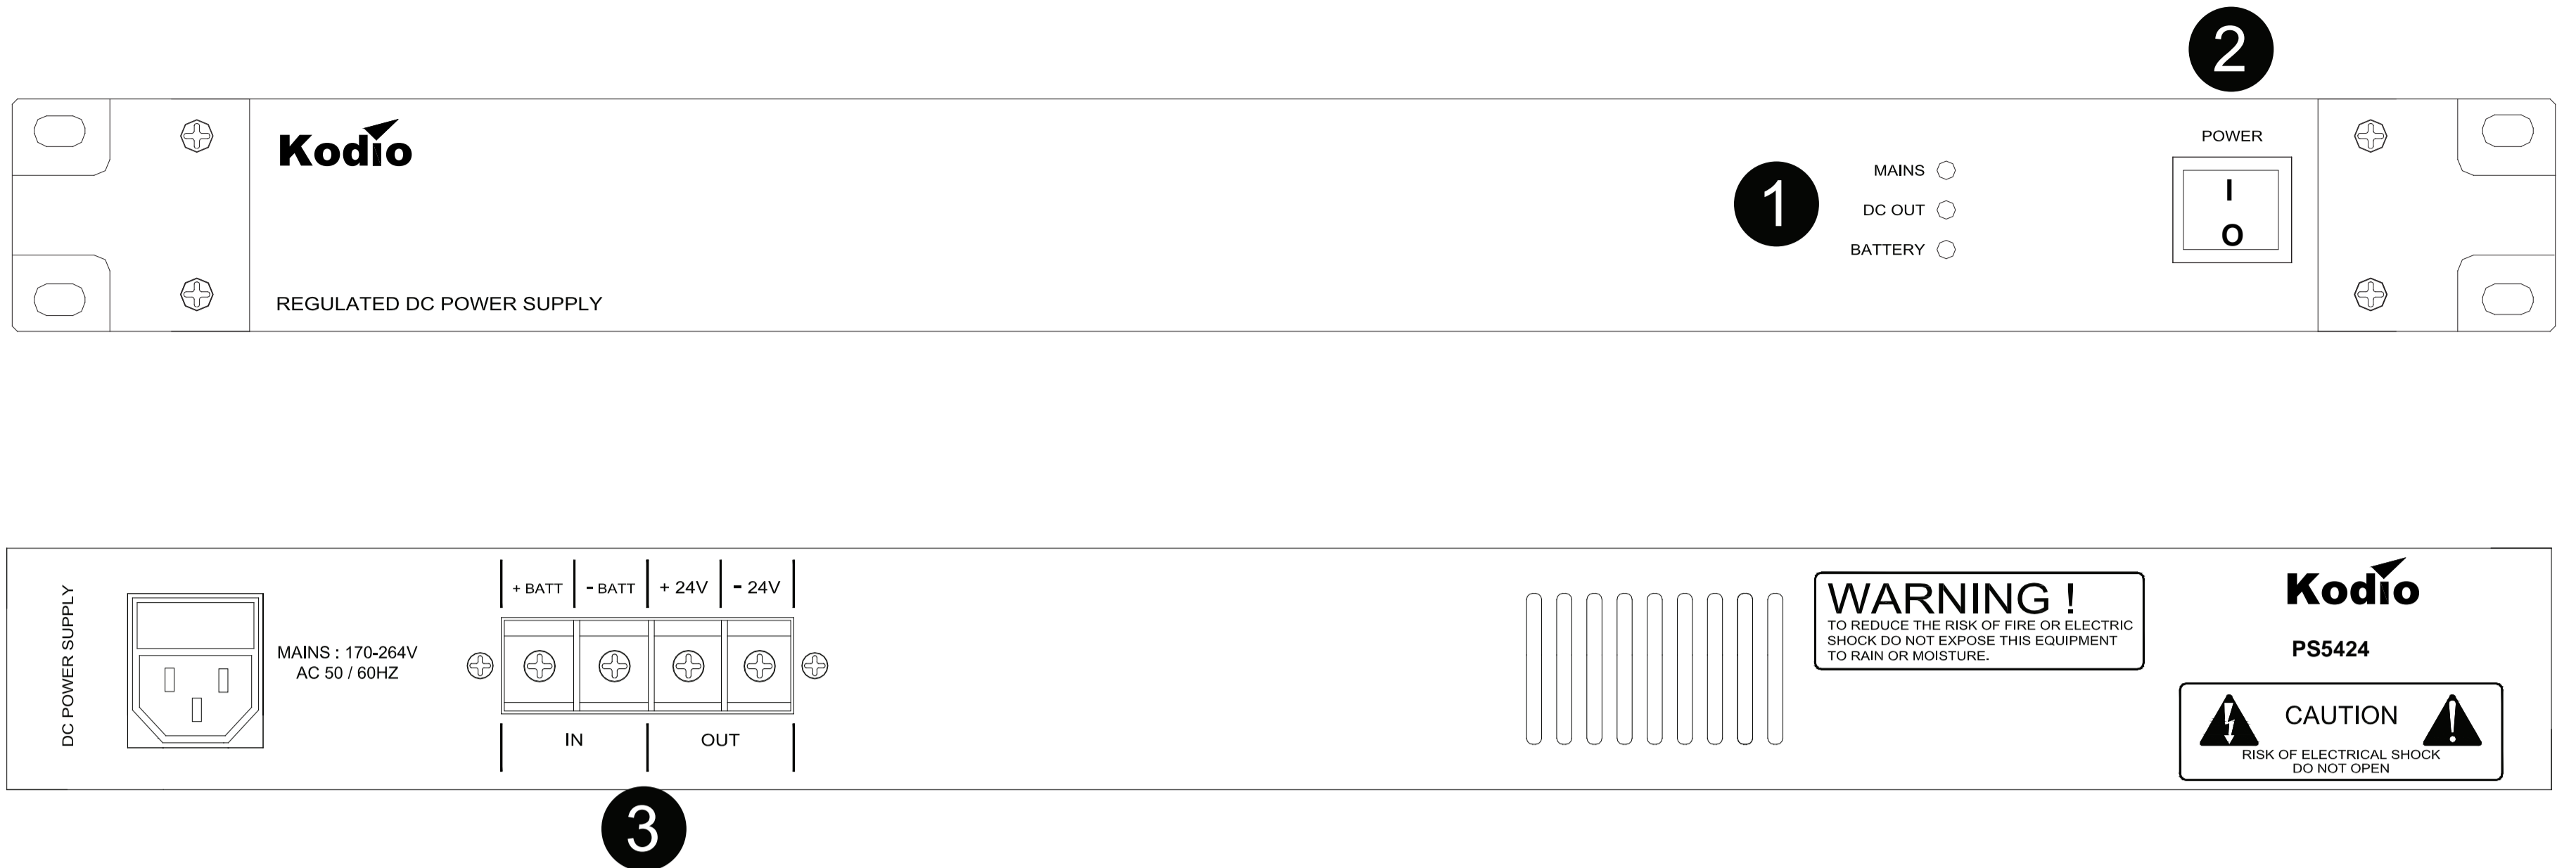 2
Kodio
POWER
1
MAINS
DC OUT
BATTERY
I
O
REGULATED DC POWER SUPPLY
DC POWER SUPPLY
MAINS : 170-264V
AC 50 / 60HZ
+ BATT - BATT + 24V - 24V
IN OUT
3
WARNING !
TO REDUCE THE RISK OF FIRE OR ELECTRIC
SHOCK DO NOT EXPOSE THIS EQUIPMENT
TO RAIN OR MOISTURE.
Kodio
PS5424
CAUTION
RISK OF ELECTRICAL SHOCK
DO NOT OPEN